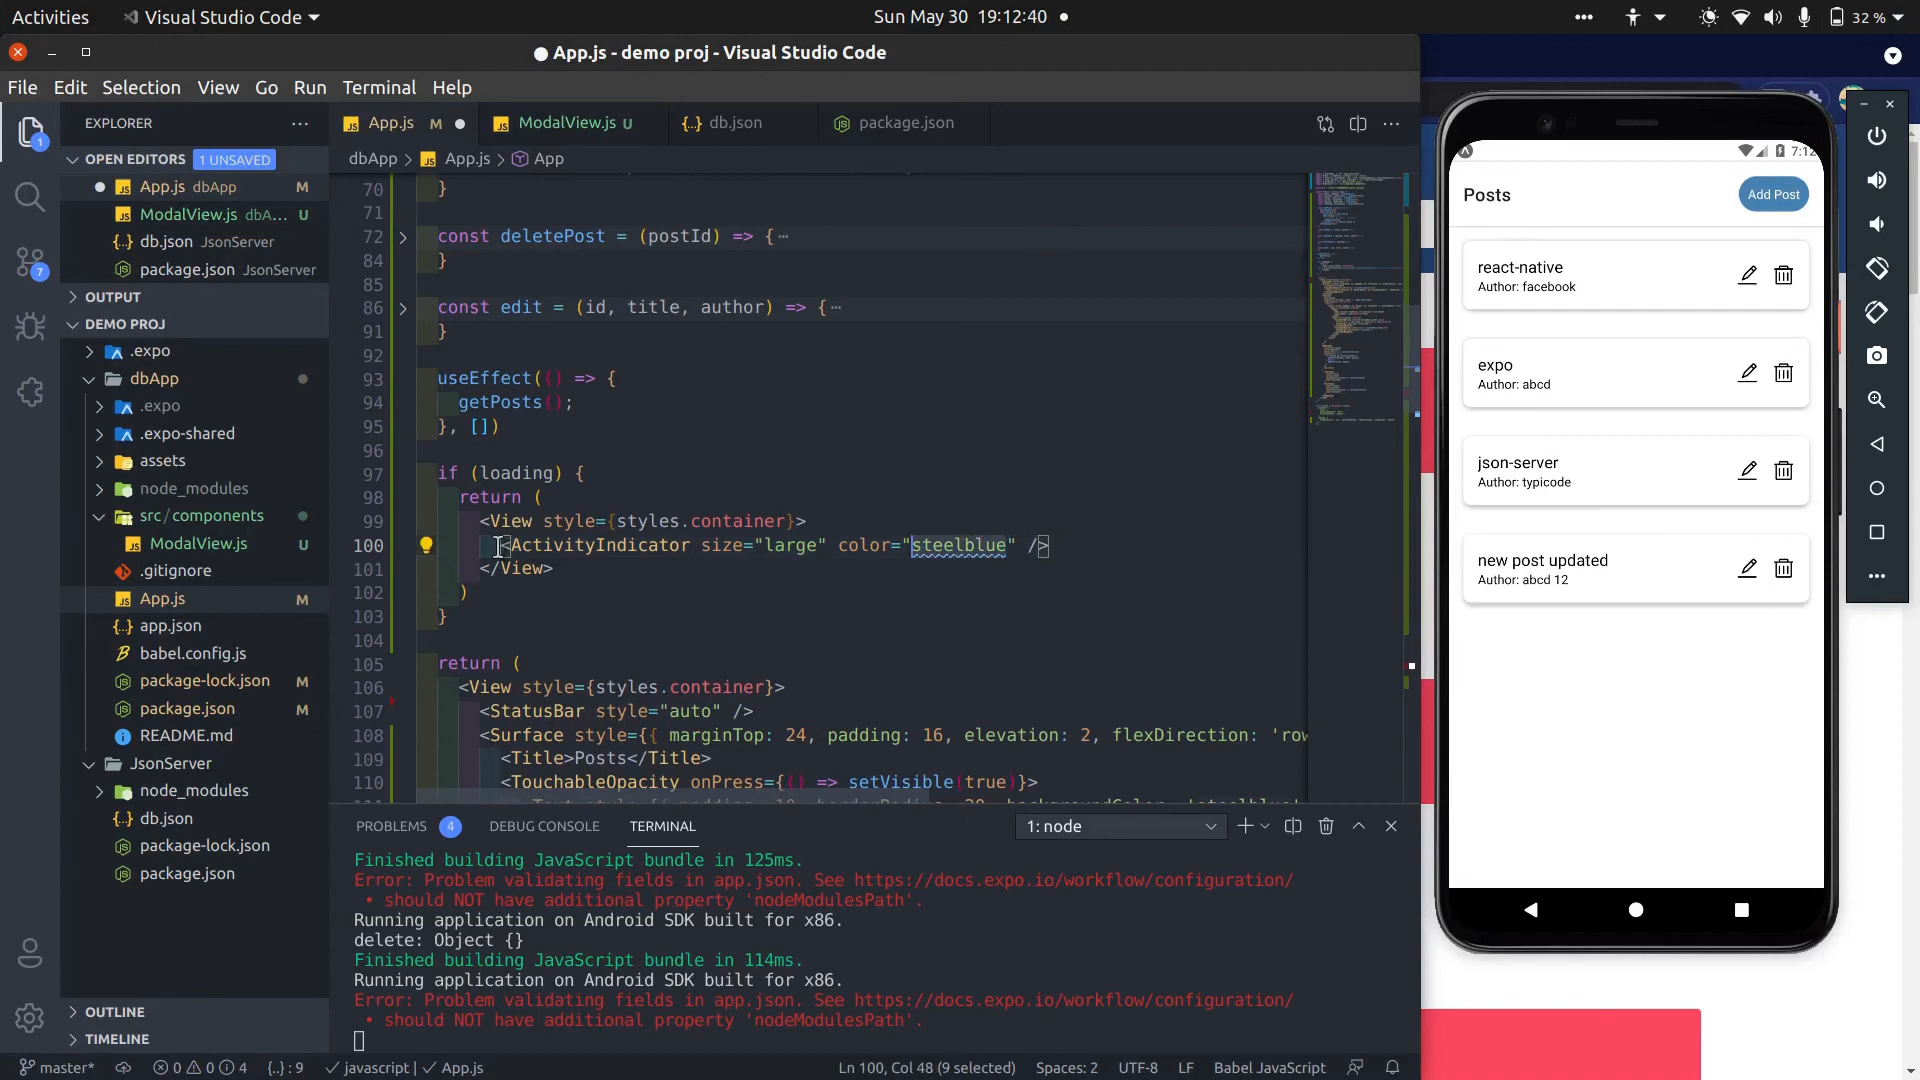 Activities
Visual Studio Code
Sun May 30 19:12:40
32 %
App.js - demo proj - Visual Studio Code
File Edit Selection View Go Run Terminal Help
EXPLORER
OPEN EDITORS 1 UNSAVED
App.js dbApp M
ModalView.js dbA... U
db.json JsonServer
package.json JsonServer
OUTPUT
DEMO PROJ
.expo
dbApp
.expo
.expo-shared
assets
node_modules
src/components
ModalView.js U
.gitignore
App.js M
app.json
babel.config.js
package-lock.json M
package.json M
README.md
JsonServer
node_modules
db.json
package-lock.json
package.json
OUTLINE
TIMELINE
App.js M
ModalView.js U
db.json
package.json
dbApp > App.js > App
70 }
71
72 const deletePost = (postId) => {
84 }
85
86 const edit = (id, title, author) => {
91 }
92
93 useEffect(() => {
94 getPosts();
95 }, [])
96
97 if (loading) {
98 return (
99 <View style={styles.container}>
100 <ActivityIndicator size="large" color="steelblue" />
101 </View>
102 )
103 }
104
105 return (
106 <View style={styles.container}>
107 <StatusBar style="auto" />
108 <Surface style={{ marginTop: 24, padding: 16, elevation: 2, flexDirection: 'row
109 <Title>Posts</Title>
110 <TouchableOpacity onPress={() => setVisible(true)}>
PROBLEMS 4 DEBUG CONSOLE TERMINAL 1: node
Finished building JavaScript bundle in 125ms.
Error: Problem validating fields in app.json. See https://docs.expo.io/workflow/configuration/
• should NOT have additional property 'nodeModulesPath'.
Running application on Android SDK built for x86.
delete: Object {}
Finished building JavaScript bundle in 114ms.
Running application on Android SDK built for x86.
Error: Problem validating fields in app.json. See https://docs.expo.io/workflow/configuration/
• should NOT have additional property 'nodeModulesPath'.
master* 0 0 4 {..}: 9 javascript | App.js Ln 100, Col 48 (9 selected) Spaces: 2 UTF-8 LF Babel JavaScript
7:12
Posts
Add Post
react-native
Author: facebook
expo
Author: abcd
json-server
Author: typicode
new post updated
Author: abcd 12
1
7